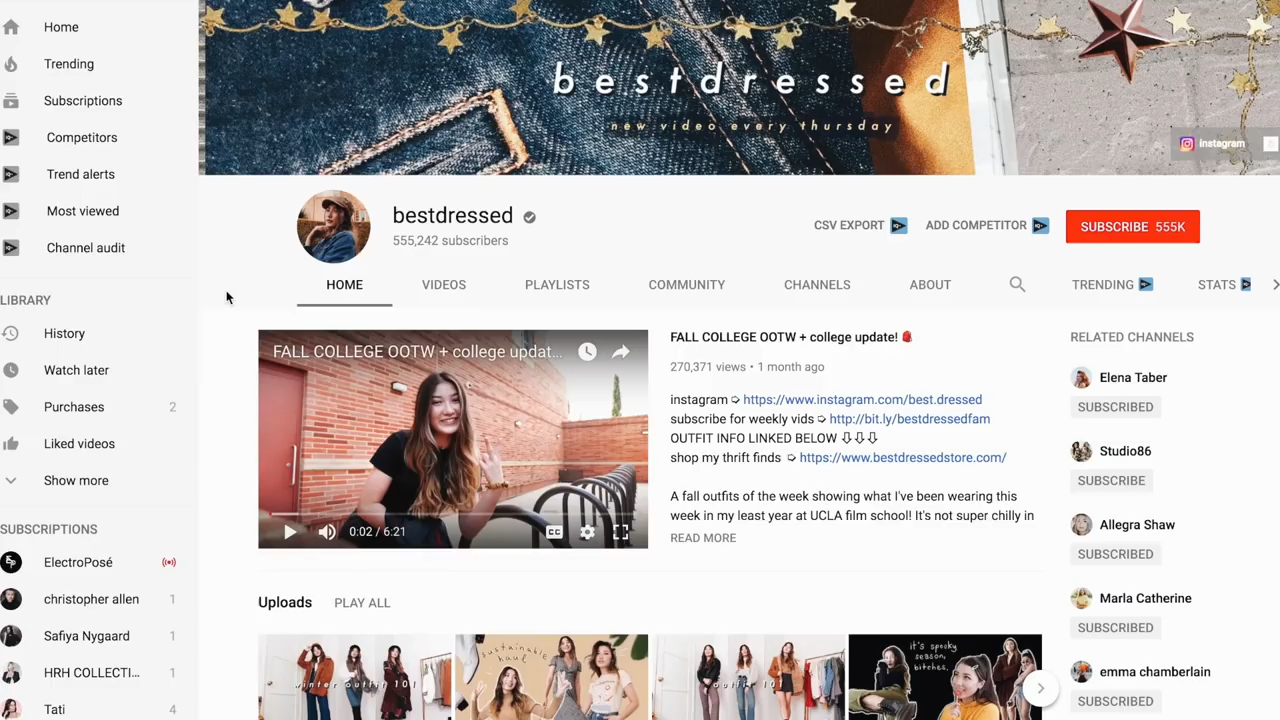 Home
Trending
Subscriptions
Competitors
Trend alerts
Most viewed
Channel audit
LIBRARY
History
Watch later
Purchases 2
Liked videos
Show more
SUBSCRIPTIONS
ElectroPosé
christopher allen 1
Safiya Nygaard 1
HRH COLLECTI... 1
Tati 4
bestdressed
new video every thursday
instagram
bestdressed
555,242 subscribers
CSV EXPORT
ADD COMPETITOR
SUBSCRIBE 555K
HOME
VIDEOS
PLAYLISTS
COMMUNITY
CHANNELS
ABOUT
TRENDING
STATS
FALL COLLEGE OOTW + college updat...
0:02 / 6:21
CC
FALL COLLEGE OOTW + college update!
270,371 views • 1 month ago
instagram ➭ https://www.instagram.com/best.dressed
subscribe for weekly vids ➭ http://bit.ly/bestdressedfam
OUTFIT INFO LINKED BELOW ⇩⇩⇩
shop my thrift finds ➭ https://www.bestdressedstore.com/
A fall outfits of the week showing what I've been wearing this
week in my least year at UCLA film school! It's not super chilly in
READ MORE
RELATED CHANNELS
Elena Taber
SUBSCRIBED
Studio86
SUBSCRIBE
Allegra Shaw
SUBSCRIBED
Marla Catherine
SUBSCRIBED
emma chamberlain
SUBSCRIBED
Uploads
PLAY ALL
winter outfit 101
sustainable
haul
outfit 101
it's spooky
season,
bitches.